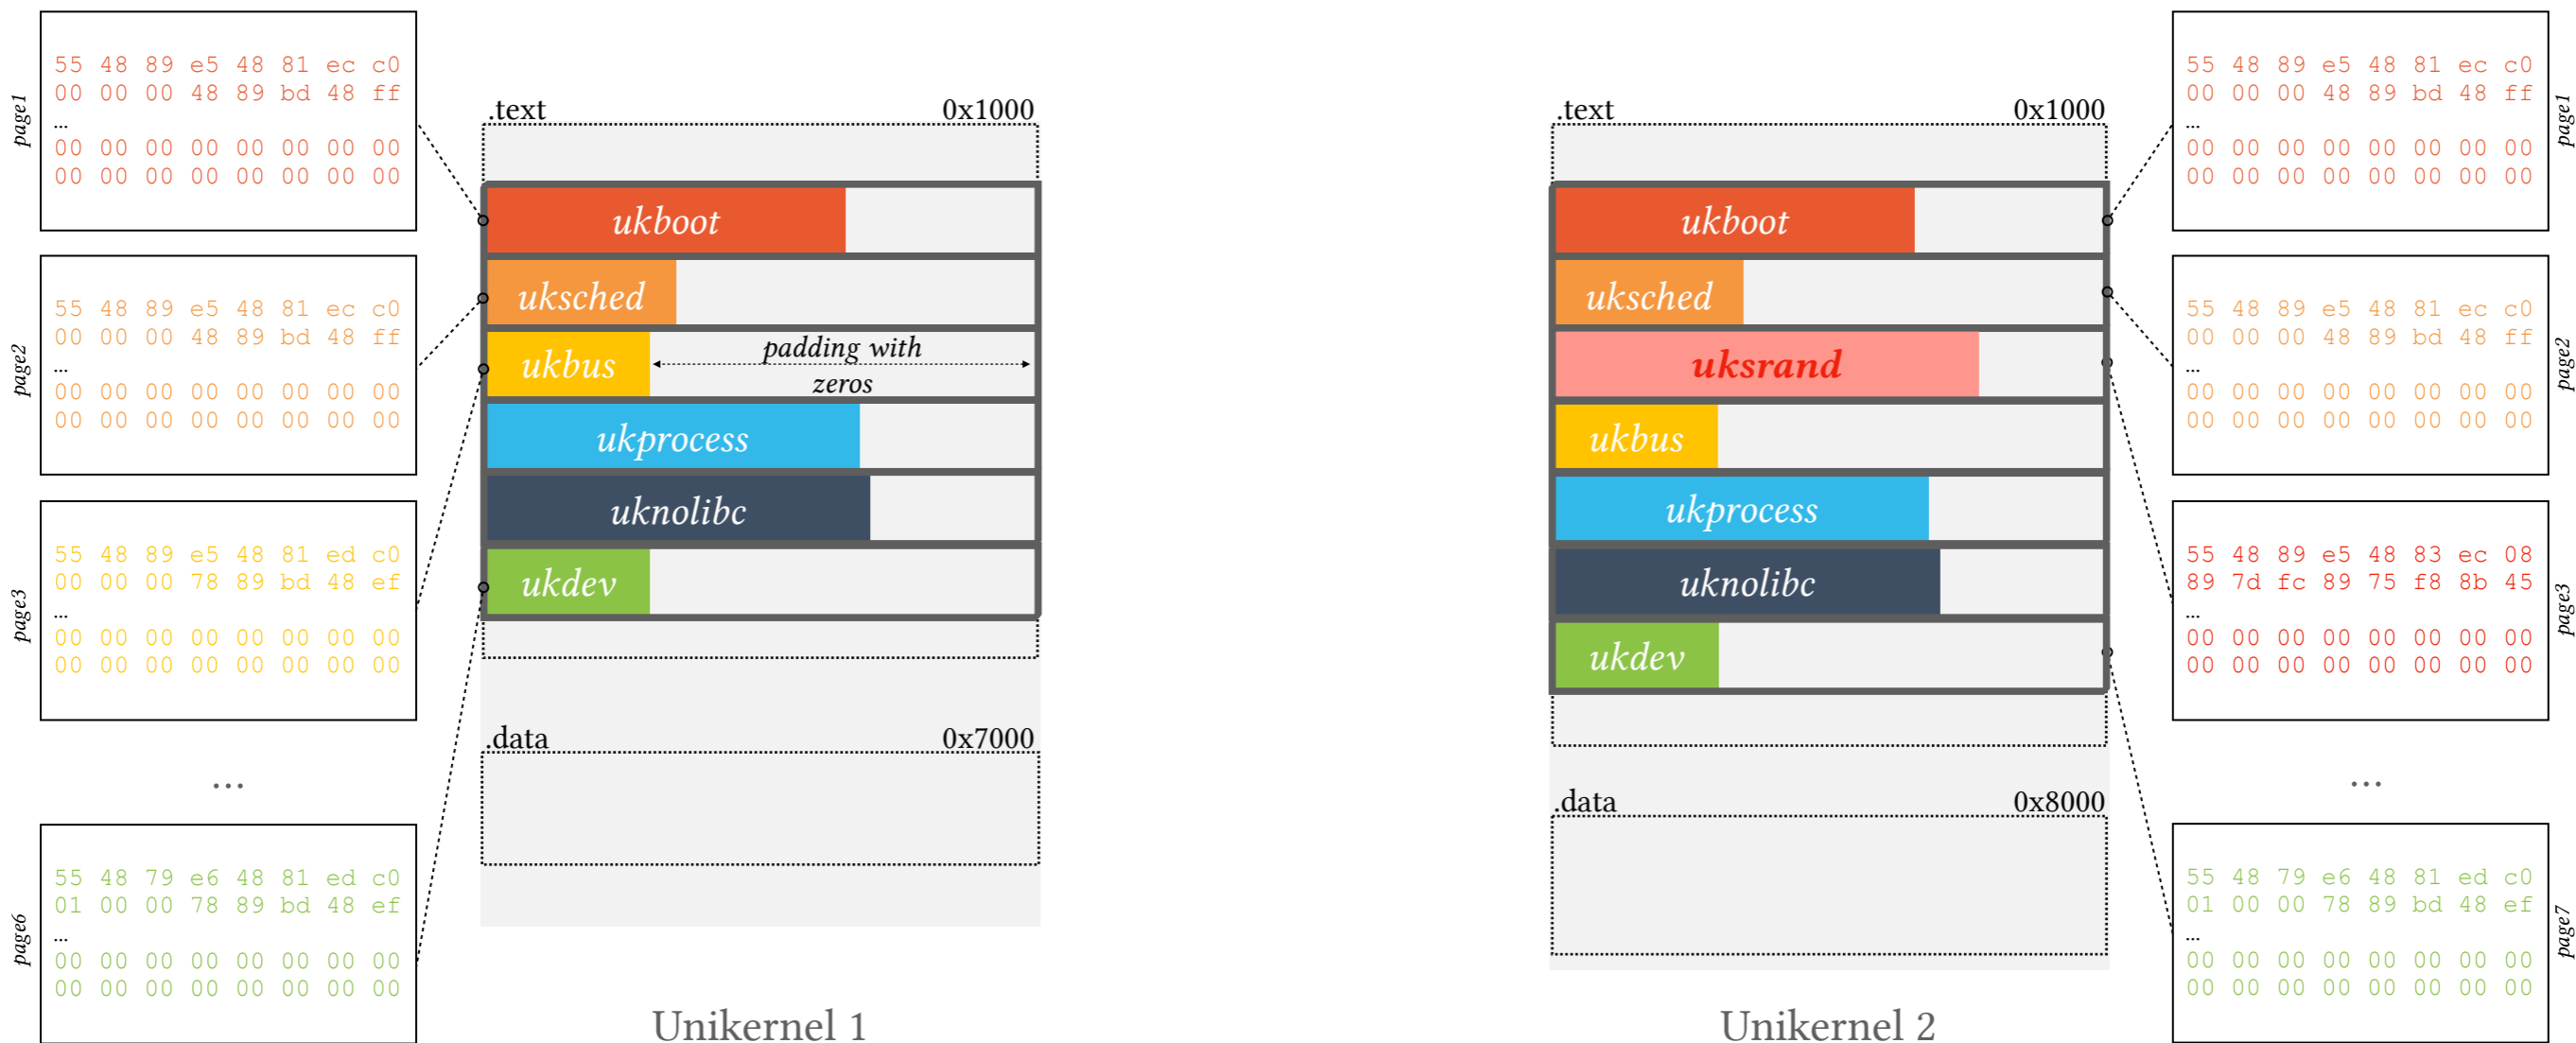 page1
55 48 89 e5 48 81 ec c0
00 00 00 48 89 bd 48 ff
...
00 00 00 00 00 00 00 00
00 00 00 00 00 00 00 00
page2
55 48 89 e5 48 81 ec c0
00 00 00 48 89 bd 48 ff
...
00 00 00 00 00 00 00 00
00 00 00 00 00 00 00 00
page3
55 48 89 e5 48 81 ed c0
00 00 00 78 89 bd 48 ef
...
00 00 00 00 00 00 00 00
00 00 00 00 00 00 00 00
...
page6
55 48 79 e6 48 81 ed c0
01 00 00 78 89 bd 48 ef
...
00 00 00 00 00 00 00 00
00 00 00 00 00 00 00 00
.text 0x1000
ukboot
uksched
ukbus
padding with
zeros
ukprocess
uknolibc
ukdev
.data 0x7000
Unikernel 1
.text 0x1000
ukboot
uksched
uksrand
ukbus
ukprocess
uknolibc
ukdev
.data 0x8000
Unikernel 2
page1
55 48 89 e5 48 81 ec c0
00 00 00 48 89 bd 48 ff
...
00 00 00 00 00 00 00 00
00 00 00 00 00 00 00 00
page2
55 48 89 e5 48 81 ec c0
00 00 00 48 89 bd 48 ff
...
00 00 00 00 00 00 00 00
00 00 00 00 00 00 00 00
page3
55 48 89 e5 48 83 ec 08
89 7d fc 89 75 f8 8b 45
...
00 00 00 00 00 00 00 00
00 00 00 00 00 00 00 00
...
page7
55 48 79 e6 48 81 ed c0
01 00 00 78 89 bd 48 ef
...
00 00 00 00 00 00 00 00
00 00 00 00 00 00 00 00